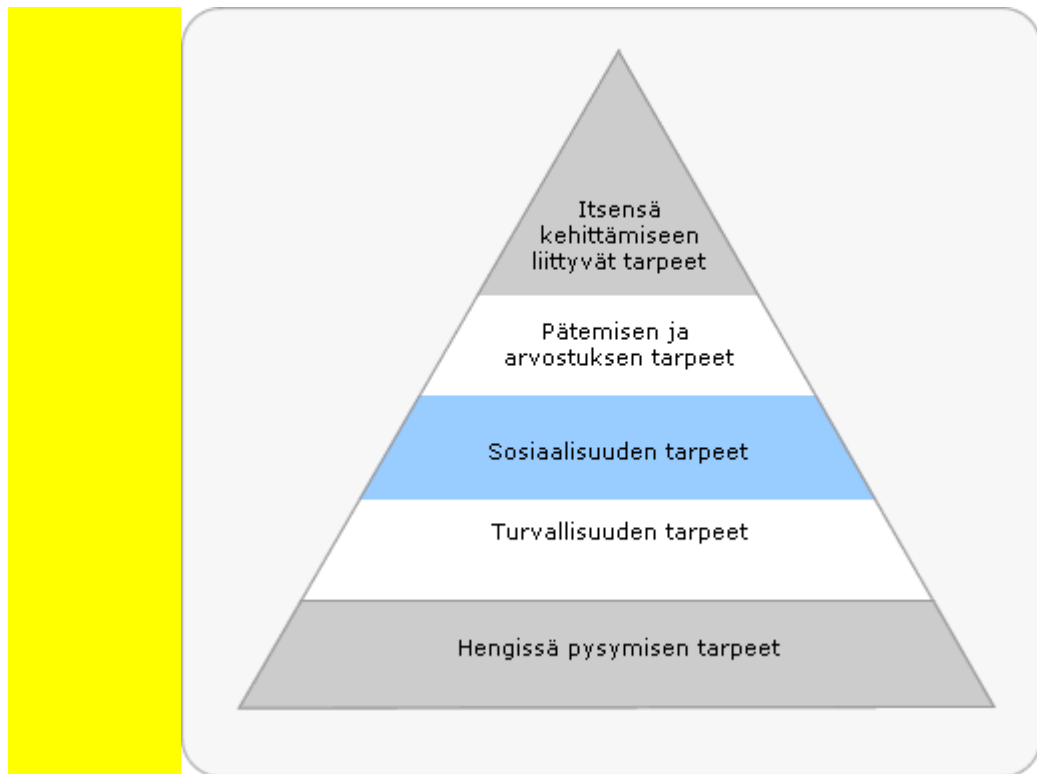 Itsensä
kehittämiseen
liittyvät tarpeet
Pätemisen ja
arvostuksen tarpeet
Sosiaalisuuden tarpeet
Turvallisuuden tarpeet
Hengissä pysymisen tarpeet